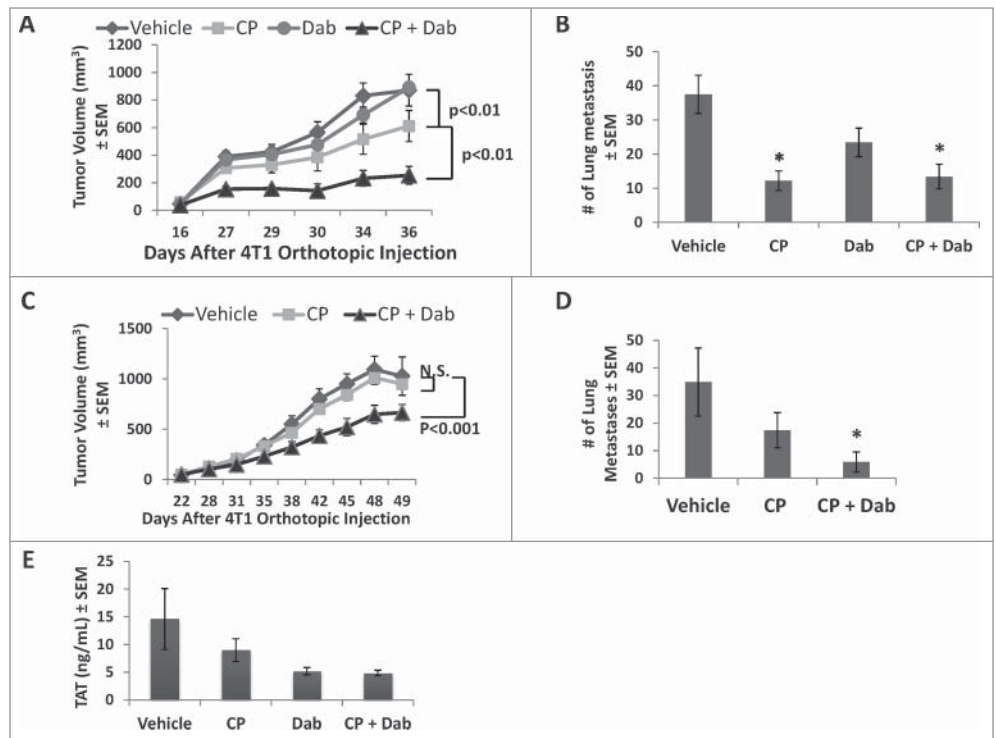 A
Vehicle CP Dab CP + Dab
Tumor Volume (mm³)
± SEM
1200
1000
800
600
400
200
0
p<0.01
p<0.01
16 27 29 30 34 36
Days After 4T1 Orthotopic Injection
B
# of Lung metastasis
± SEM
50
40
30
20
10
0
* *
Vehicle CP Dab CP + Dab
C
Vehicle CP CP + Dab
Tumor Volume (mm³)
± SEM
1500
1000
500
0
N.S.
P<0.001
22 28 31 35 38 42 45 48 49
Days After 4T1 Orthotopic Injection
D
# of Lung
Metastases ± SEM
50
40
30
20
10
0
*
Vehicle CP CP + Dab
E
TAT (ng/mL) ± SEM
25
20
15
10
5
0
Vehicle CP Dab CP + Dab